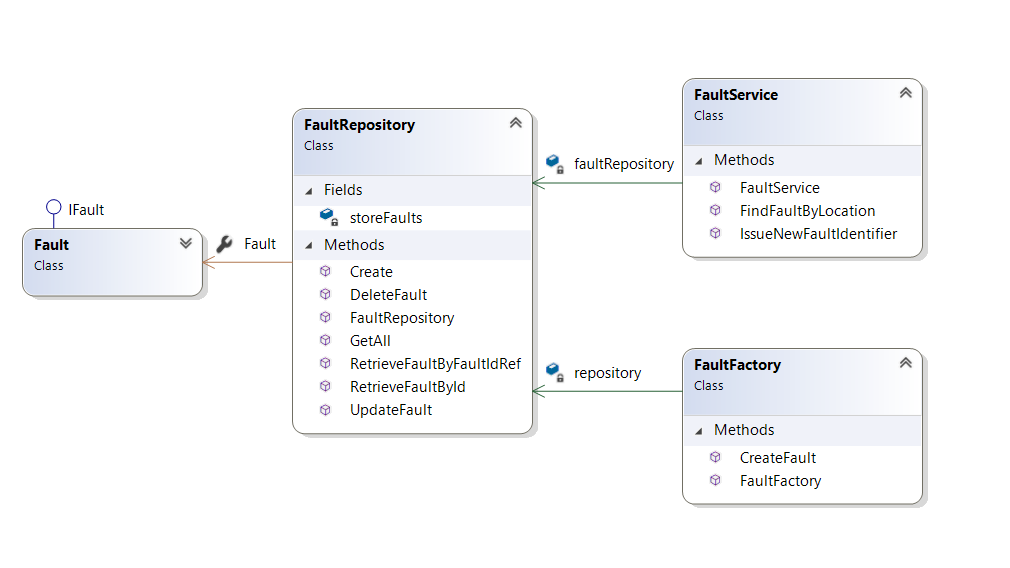 IFault
Fault
Class
Fault
FaultRepository
Class
Fields
storeFaults
Methods
Create
DeleteFault
FaultRepository
GetAll
RetrieveFaultByFaultIdRef
RetrieveFaultById
UpdateFault
faultRepository
FaultService
Class
Methods
FaultService
FindFaultByLocation
IssueNewFaultIdentifier
repository
FaultFactory
Class
Methods
CreateFault
FaultFactory